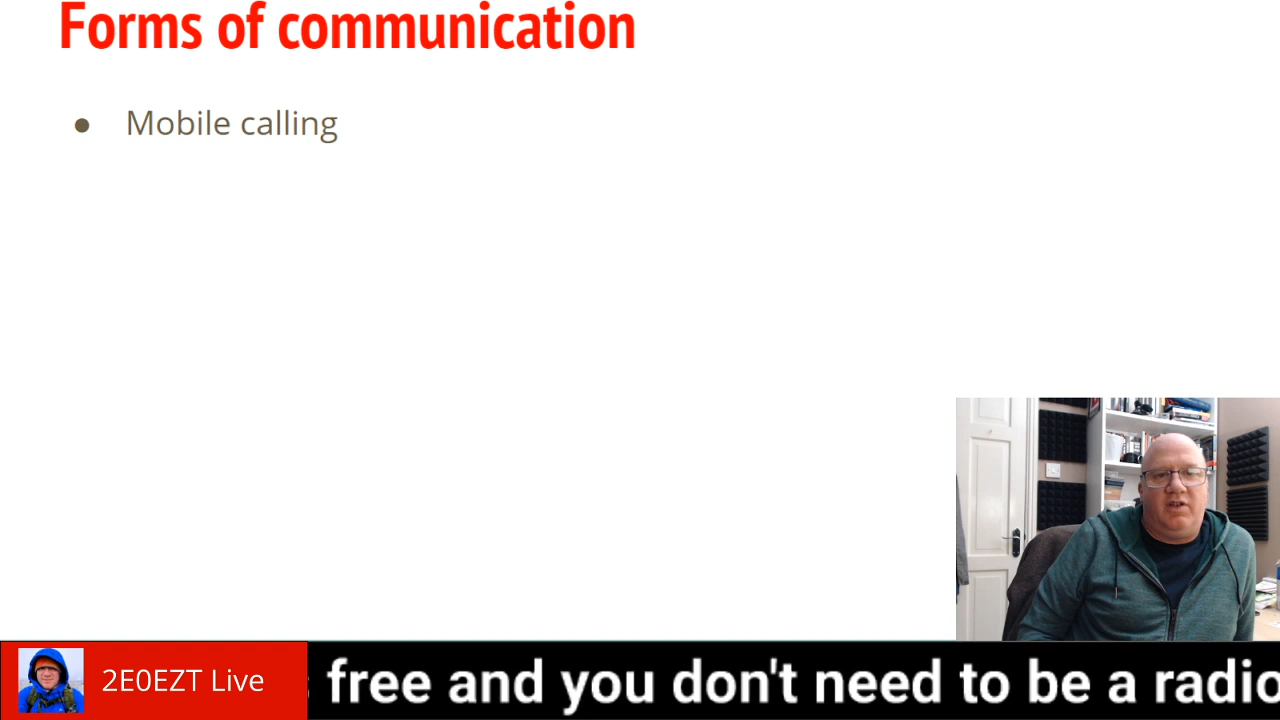 Forms of communication
● Mobile calling
2E0EZT Live
free and you don't need to be a radio